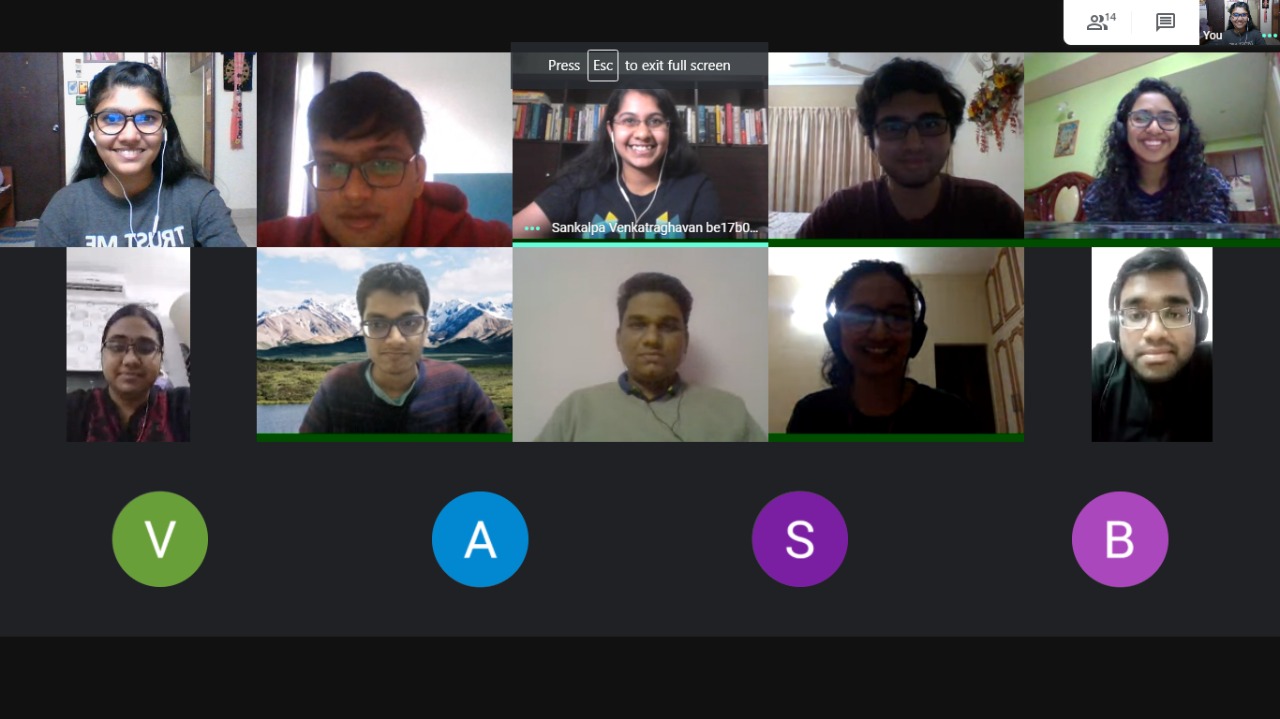 14
You
Press Esc to exit full screen
Sankalpa Venkatraghavan be17b0...
TRUST ME
V A S B